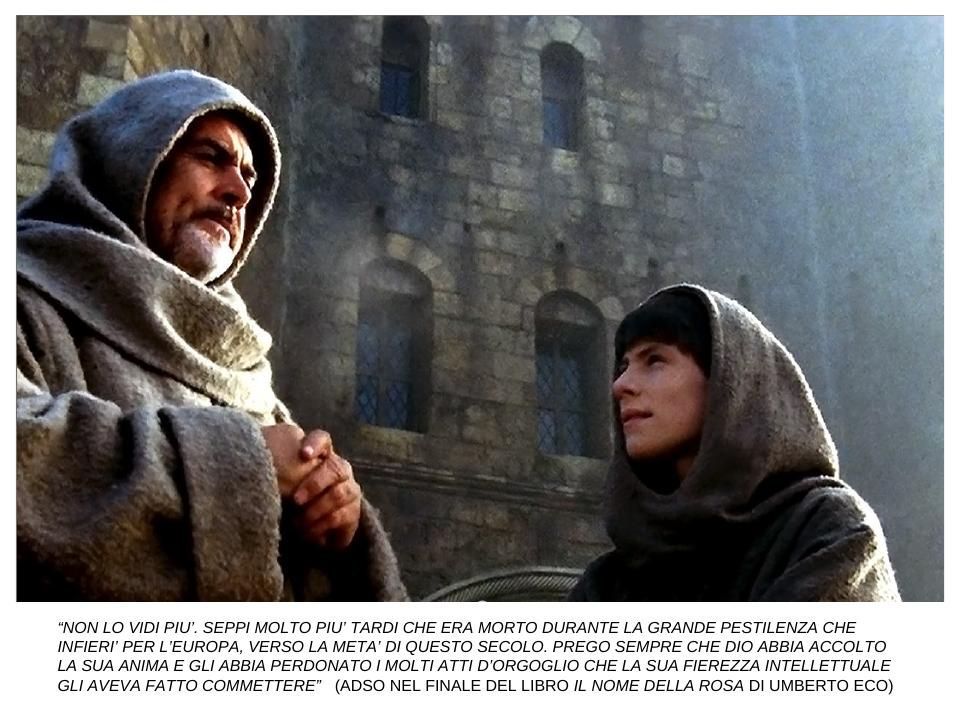 “NON LO VIDI PIU’. SEPPI MOLTO PIU’ TARDI CHE ERA MORTO DURANTE LA GRANDE PESTILENZA CHE
INFIERI’ PER L’EUROPA, VERSO LA META’ DI QUESTO SECOLO. PREGO SEMPRE CHE DIO ABBIA ACCOLTO
LA SUA ANIMA E GLI ABBIA PERDONATO I MOLTI ATTI D’ORGOGLIO CHE LA SUA FIEREZZA INTELLETTUALE
GLI AVEVA FATTO COMMETTERE” (ADSO NEL FINALE DEL LIBRO IL NOME DELLA ROSA DI UMBERTO ECO)